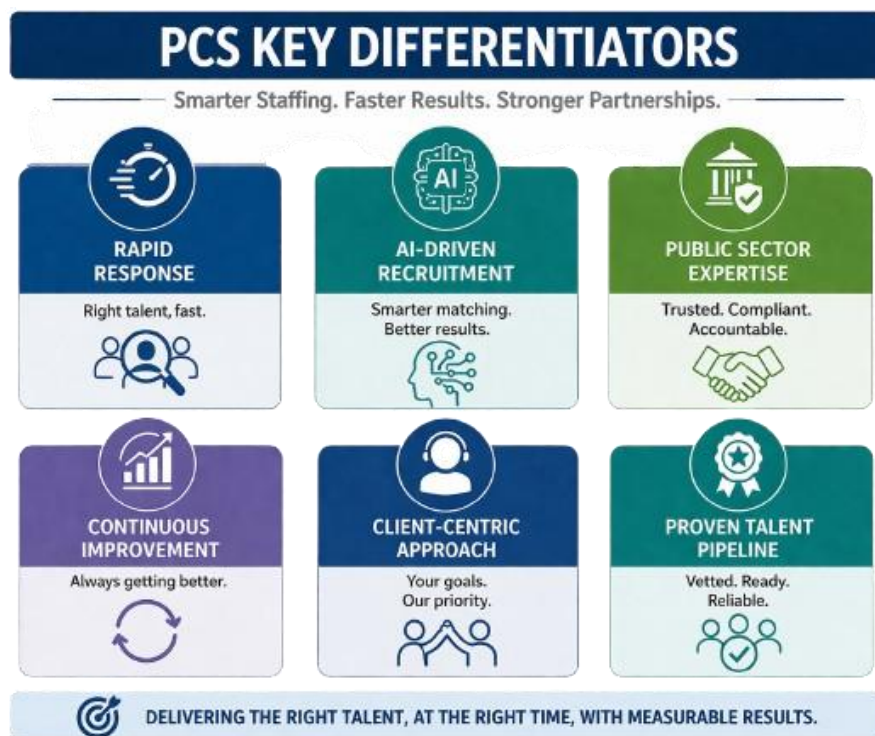 PCS KEY DIFFERENTIATORS
Smarter Staffing. Faster Results. Stronger Partnerships.
RAPID
RESPONSE
Right talent, fast.
AI
AI-DRIVEN
RECRUITMENT
Smarter matching.
Better results.
PUBLIC SECTOR
EXPERTISE
Trusted. Compliant.
Accountable.
CONTINUOUS
IMPROVEMENT
Always getting better.
CLIENT-CENTRIC
APPROACH
Your goals.
Our priority.
PROVEN TALENT
PIPELINE
Vetted. Ready.
Reliable.
DELIVERING THE RIGHT TALENT, AT THE RIGHT TIME, WITH MEASURABLE RESULTS.